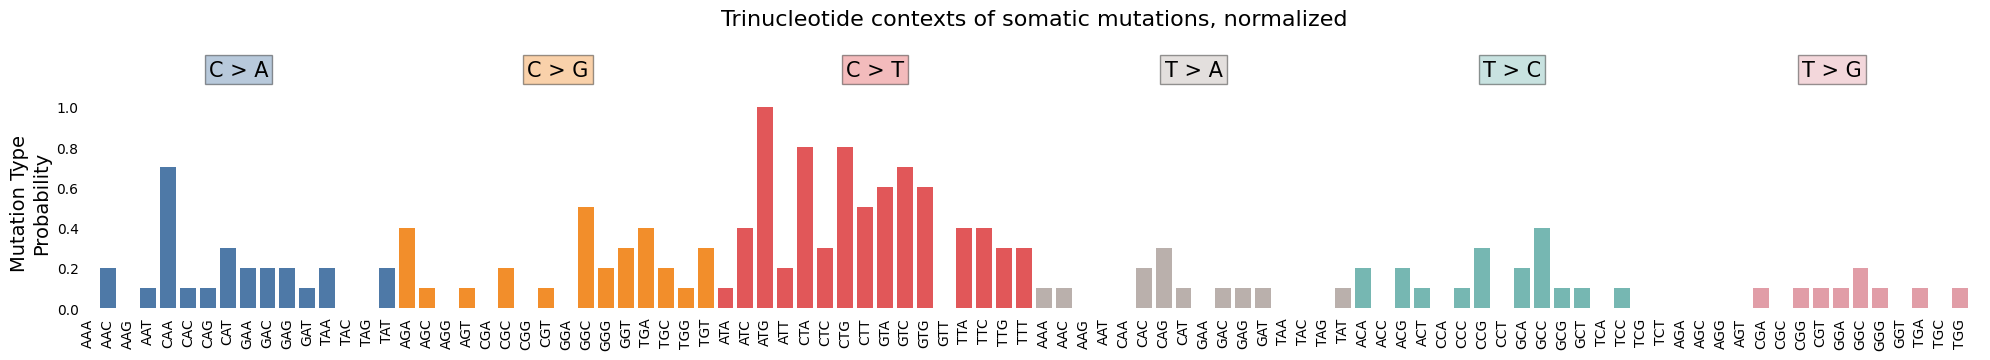 Trinucleotide contexts of somatic mutations, normalized
C > A
C > G
C > T
T > A
T > C
T > G
Mutation Type
Probability
1.0
0.8
0.6
0.4
0.2
0.0
AAA
AAC
AAG
AAT
CAA
CAC
CAG
CAT
GAA
GAC
GAG
GAT
TAA
TAC
TAG
TAT
AGA
AGC
AGG
AGT
CGA
CGC
CGG
CGT
GGA
GGC
GGG
GGT
TGA
TGC
TGG
TGT
ATA
ATC
ATG
ATT
CTA
CTC
CTG
CTT
GTA
GTC
GTG
GTT
TTA
TTC
TTG
TTT
AAA
AAC
AAG
AAT
CAA
CAC
CAG
CAT
GAA
GAC
GAG
GAT
TAA
TAC
TAG
TAT
ACA
ACC
ACG
ACT
CCA
CCC
CCG
CCT
GCA
GCC
GCG
GCT
TCA
TCC
TCG
TCT
AGA
AGC
AGG
AGT
CGA
CGC
CGG
CGT
GGA
GGC
GGG
GGT
TGA
TGC
TGG